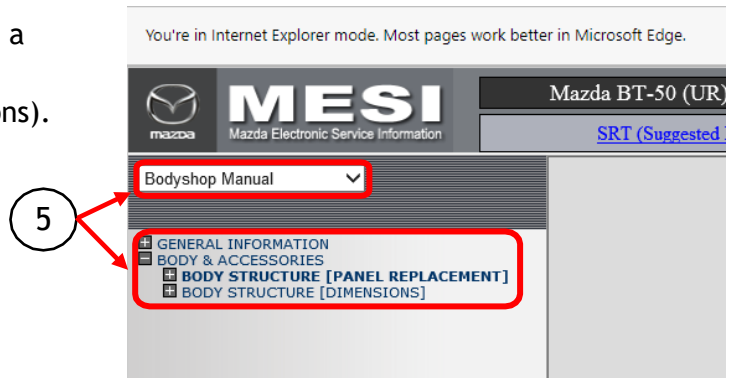 a
ons).
You're in Internet Explorer mode. Most pages work better in Microsoft Edge.
mazda
MESI
Mazda Electronic Service Information
Mazda BT-50 (UR)
SRT (Suggested
Bodyshop Manual
5
GENERAL INFORMATION
BODY & ACCESSORIES
BODY STRUCTURE [PANEL REPLACEMENT]
BODY STRUCTURE [DIMENSIONS]